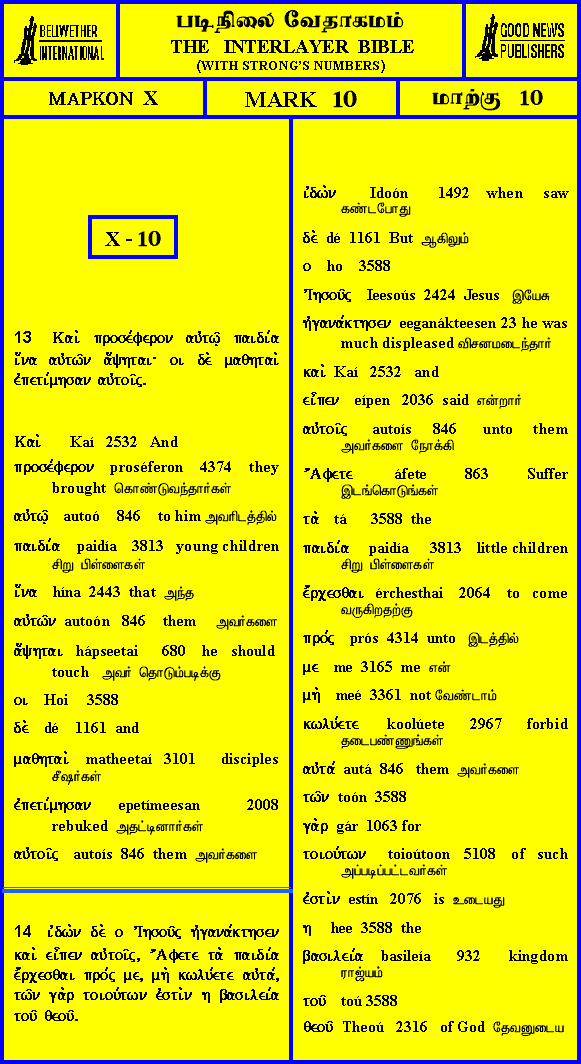 BELLWETHER
INTERNATIONAL
படிநிலை வேதாகமம்
THE INTERLAYER BIBLE
(WITH STRONG'S NUMBERS)
GOOD NEWS
PUBLISHERS
ΜΑΡΚΟΝ X
MARK 10
மாற்கு 10
X - 10
13 Καὶ προσέφερον αὐτῷ παιδία
ἵνα αὐτῶν ἅψηται· οι δὲ μαθηταὶ
ἐπετίμησαν αὐτοῖς.
Καὶ Kaí 2532 And
προσέφερον proséferon 4374 they
brought கொண்டுவந்தார்கள்
αὐτῷ autoó 846 to him அவரிடத்தில்
παιδία paidía 3813 young children
சிறு பிள்ளைகள்
ἵνα hína 2443 that அந்த
αὐτῶν autoón 846 them அவர்களை
ἅψηται hápseetai 680 he should
touch அவர் தொடும்படிக்கு
οι Hoi 3588
δὲ dé 1161 and
μαθηταὶ matheetaí 3101 disciples
சீஷர்கள்
ἐπετίμησαν epetímeesan 2008
rebuked அதட்டினார்கள்
αὐτοῖς autoís 846 them அவர்களை
14 ἰδὼν δὲ ο Ἰησοῦς ἠγανάκτησεν
καὶ εἶπεν αὐτοῖς, Ἄφετε τὰ παιδία
ἔρχεσθαι πρός με, μὴ κωλύετε αὐτά,
τῶν γὰρ τοιούτων ἐστὶν η βασιλεία
τοῦ θεοῦ.
ἰδὼν Idoón 1492 when saw
கண்டபோது
δὲ dé 1161 But ஆகிலும்
ο ho 3588
Ἰησοῦς Ieesoús 2424 Jesus இயேசு
ἠγανάκτησεν eeganákteesen 23 he was
much displeased விசனமடைந்தார்
καὶ Kaí 2532 and
εἶπεν eípen 2036 said என்றார்
αὐτοῖς autoís 846 unto them
அவர்களை நோக்கி
Ἄφετε áfete 863 Suffer
இடங்கொடுங்கள்
τὰ tá 3588 the
παιδία paidía 3813 little children
சிறு பிள்ளைகள்
ἔρχεσθαι érchesthai 2064 to come
வருகிறதற்கு
πρός prós 4314 unto இடத்தில்
με me 3165 me என்
μὴ meé 3361 not வேண்டாம்
κωλύετε koolúete 2967 forbid
தடைபண்ணுங்கள்
αὐτά autá 846 them அவர்களை
τῶν toón 3588
γὰρ gár 1063 for
τοιούτων toioútoon 5108 of such
அப்படிப்பட்டவர்கள்
ἐστὶν estín 2076 is உடையது
η hee 3588 the
βασιλεία basileía 932 kingdom
ராஜ்யம்
τοῦ toú 3588
θεοῦ Theoú 2316 of God தேவனுடைய